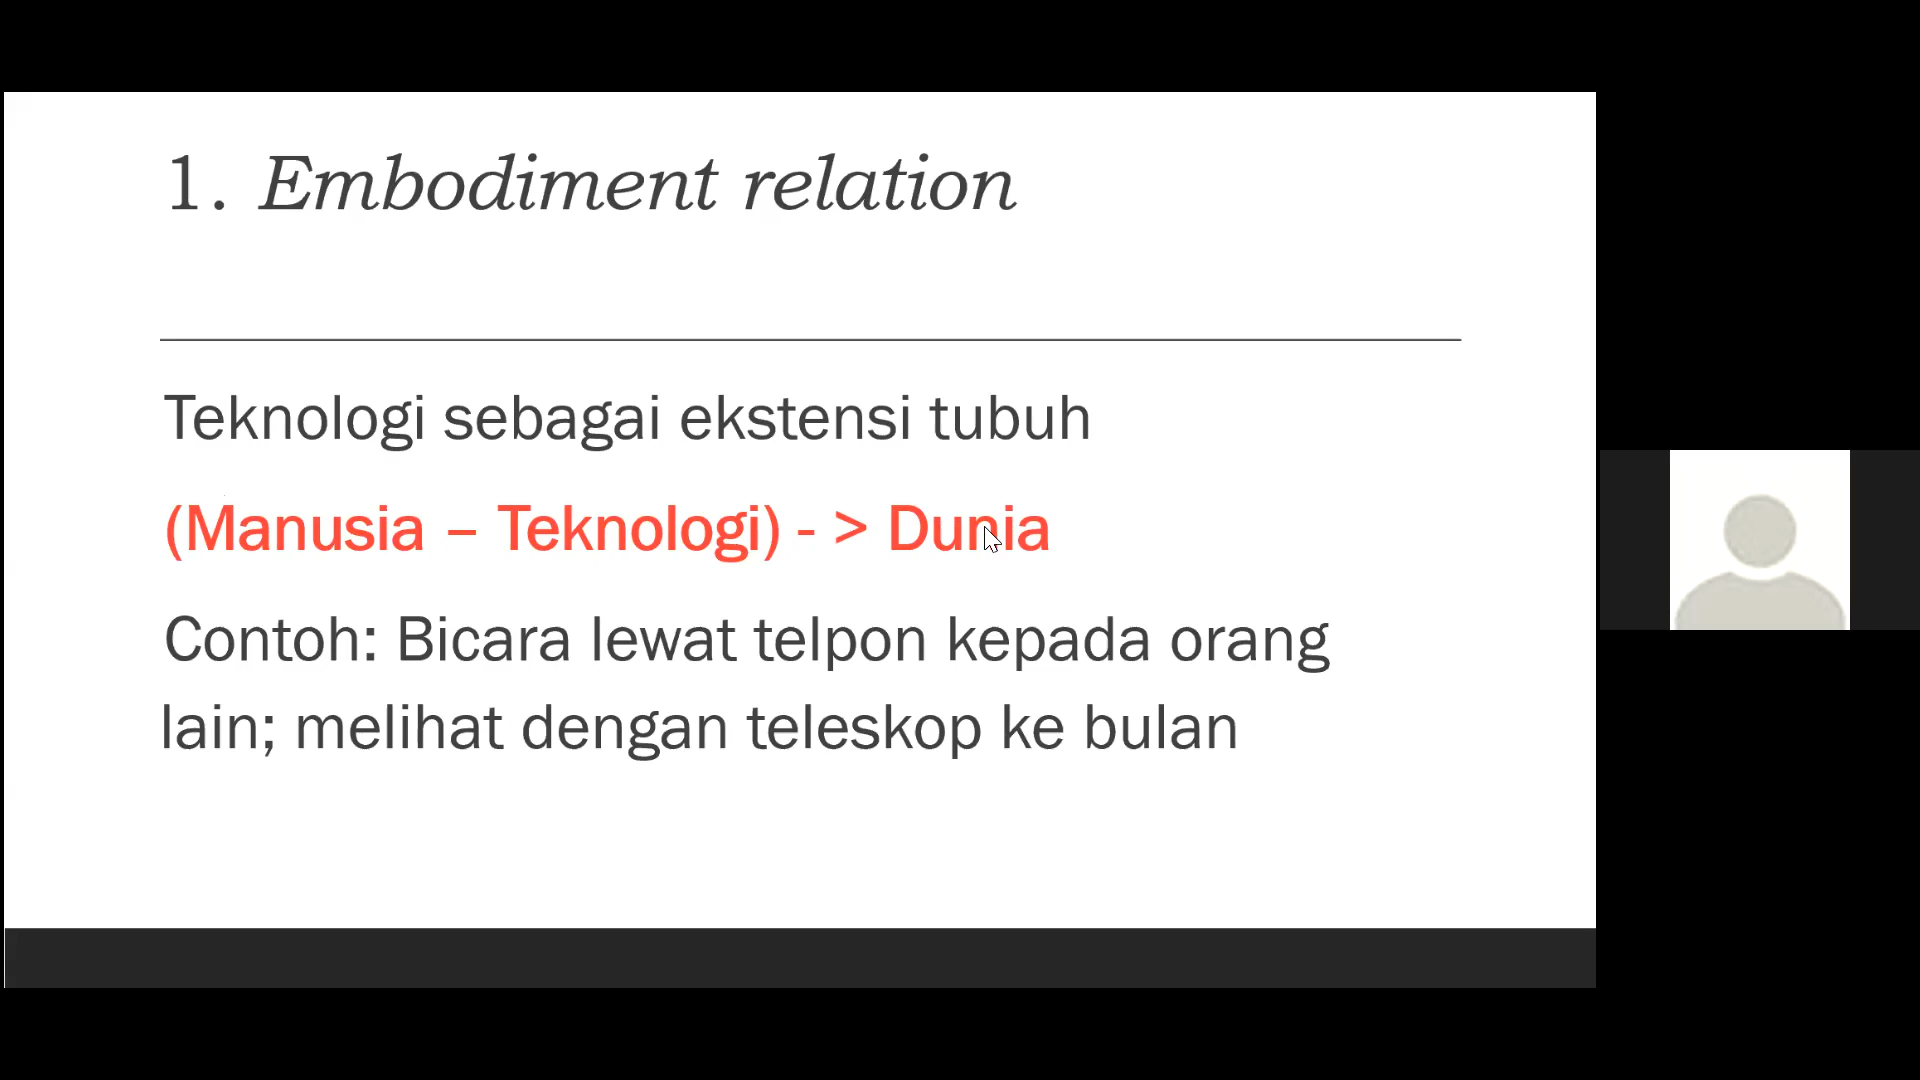 1. Embodiment relation
Teknologi sebagai ekstensi tubuh
(Manusia – Teknologi) - > Dunia
Contoh: Bicara lewat telpon kepada orang
lain; melihat dengan teleskop ke bulan